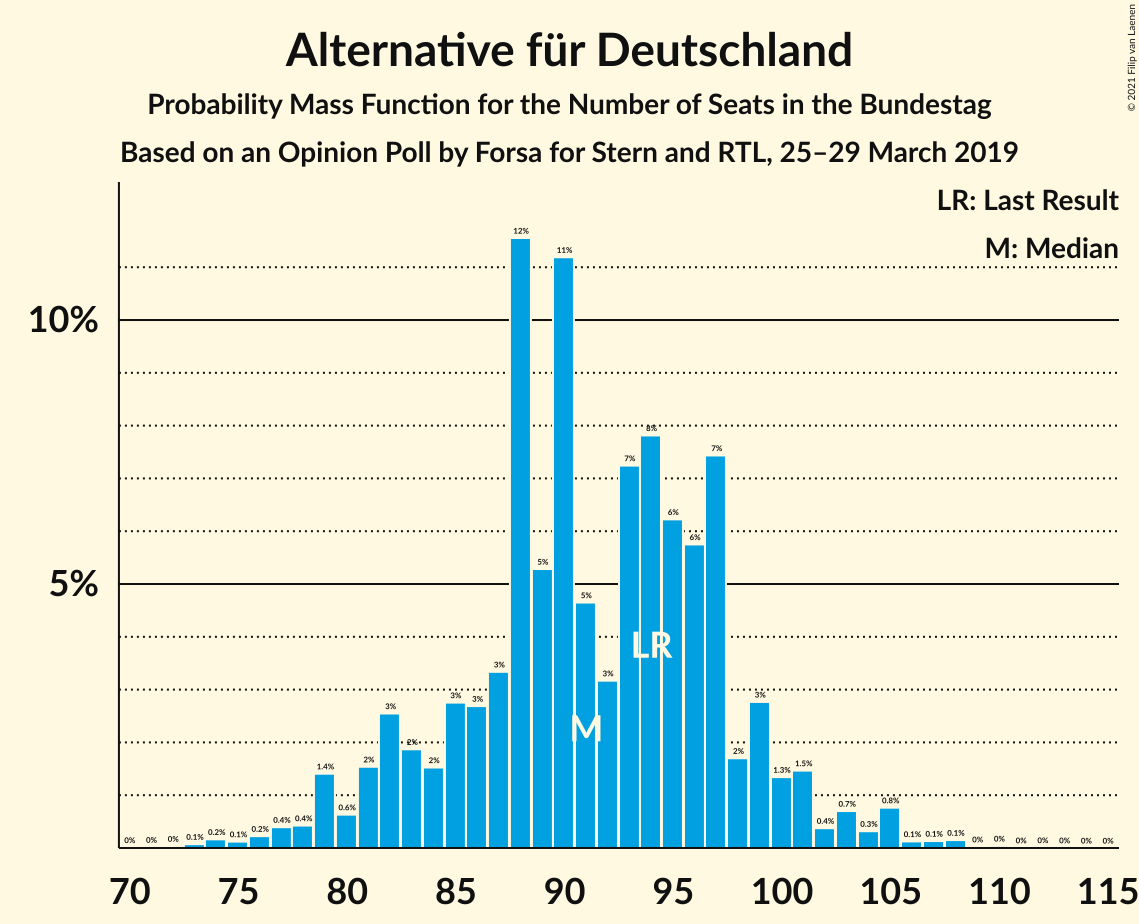 Alternative für Deutschland
Probability Mass Function for the Number of Seats in the Bundestag
Based on an Opinion Poll by Forsa for Stern and RTL, 25–29 March 2019
© 2021 Filip van Laenen
LR: Last Result
M: Median
10%
5%
0% 0% 0% 0.1% 0.2% 0.1% 0.2% 0.4% 0.4% 1.4% 0.6% 2% 3% 2% 2% 3% 3% 3% 12% 5% 11% 5% 3% 7% 8% 6% 6% 7% 2% 3% 1.3% 1.5% 0.4% 0.7% 0.3% 0.8% 0.1% 0.1% 0.1% 0% 0% 0% 0% 0% 0% 0%
LR
M
70 75 80 85 90 95 100 105 110 115